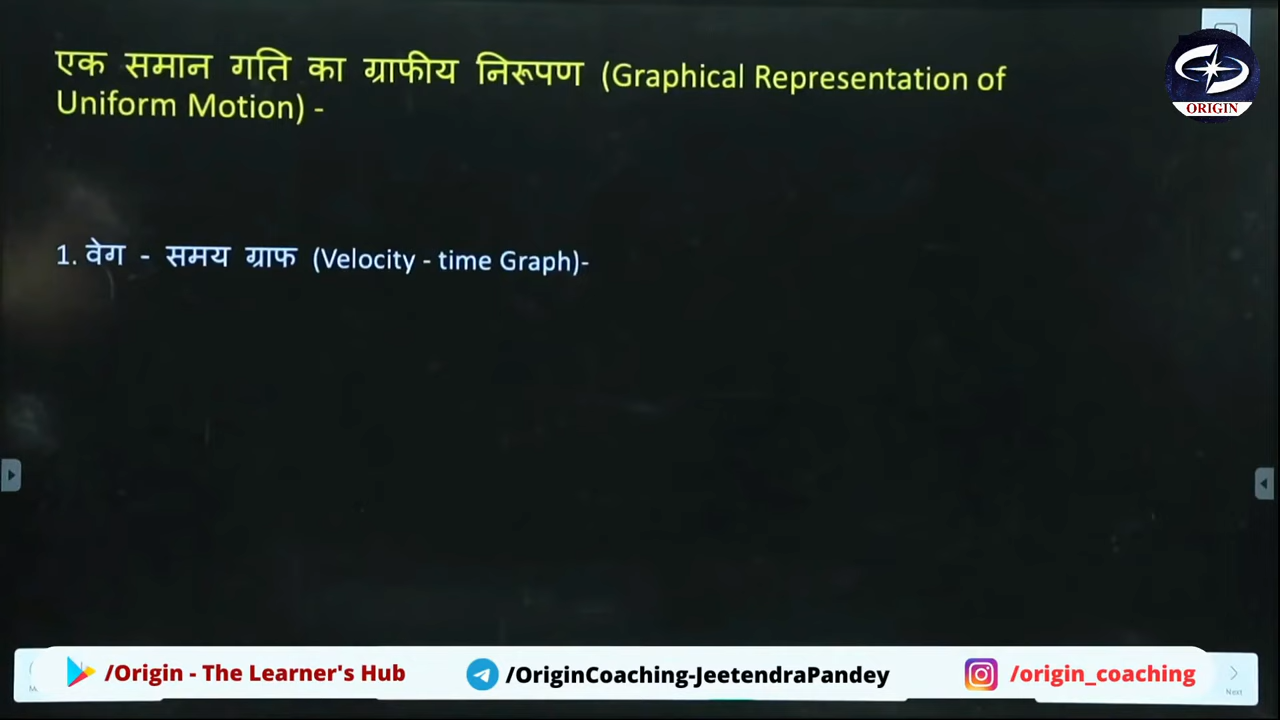 एक समान गति का ग्राफीय निरूपण (Graphical Representation of
Uniform Motion) -
ORIGIN
1. वेग - समय ग्राफ (Velocity - time Graph)-
/Origin - The Learner's Hub
/OriginCoaching-JeetendraPandey
/origin_coaching
Next